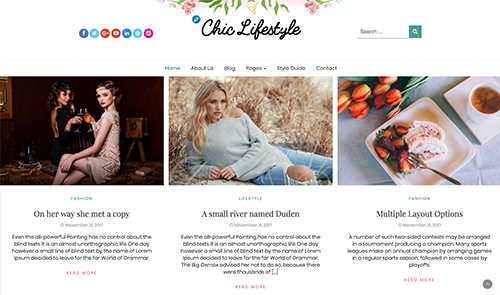 Chic Lifestyle
Search …
Home About Us Blog Pages Style Guide Contact
FASHION
On her way she met a copy
November 21, 2017
Even the all-powerful Pointing has no control about the
blind texts it is an almost unorthographic life One day
however a small line of blind text by the name of Lorem
Ipsum decided to leave for the far World of Grammar.
READ MORE
LIFESTYLE
A small river named Duden
November 21, 2017
Even the all-powerful Pointing has no control about the
blind texts it is an almost unorthographic life One day
however a small line of blind text by the name of Lorem
Ipsum decided to leave for the far World of Grammar.
The Big Oxmox advised her not to do so, because there
were thousands of [...]
READ MORE
FASHION
Multiple Layout Options
November 21, 2017
A number of such two-sided contests may be arranged
in a tournament producing a champion. Many sports
leagues make an annual champion by arranging games
in a regular sports season, followed in some cases by
playoffs.
READ MORE